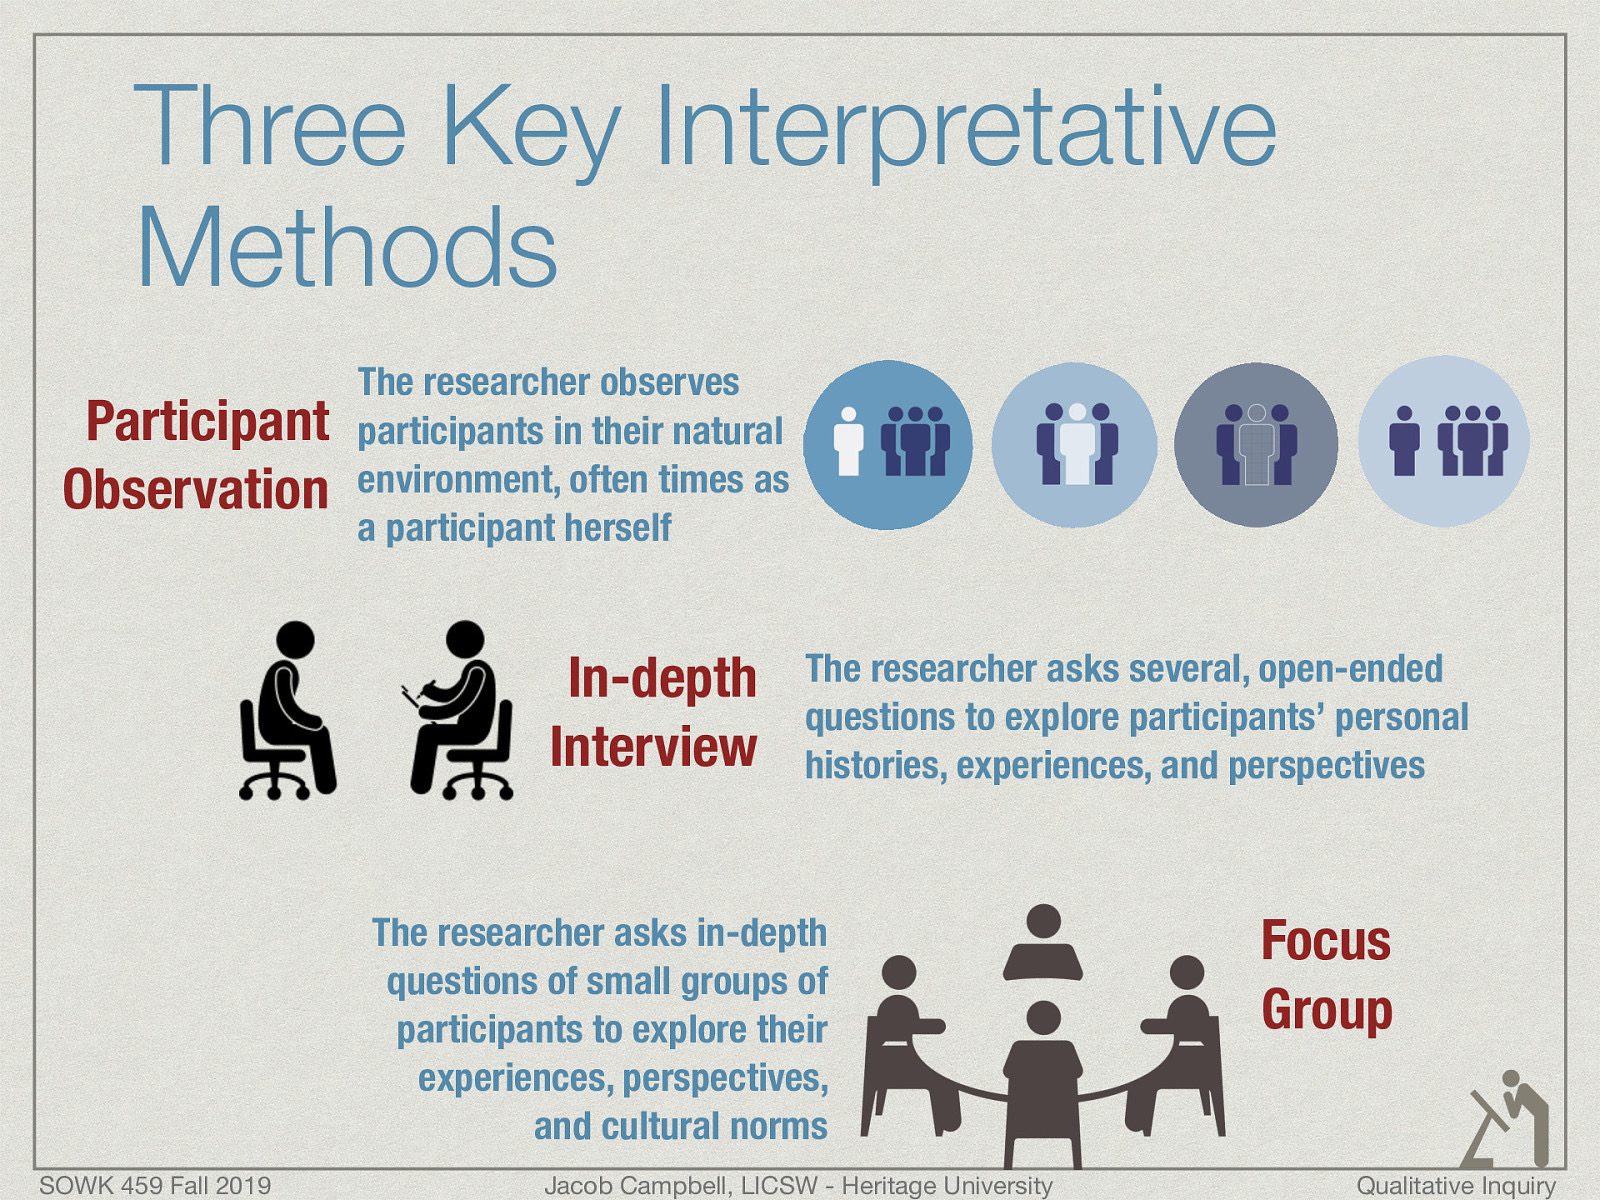 Three Key Interpretative
Methods
Participant
Observation
The researcher observes
participants in their natural
environment, often times as
a participant herself
In-depth
Interview
The researcher asks several, open-ended
questions to explore participants’ personal
histories, experiences, and perspectives
The researcher asks in-depth
questions of small groups of
participants to explore their
experiences, perspectives,
and cultural norms
Focus
Group
SOWK 459 Fall 2019
Jacob Campbell, LICSW - Heritage University
Qualitative Inquiry